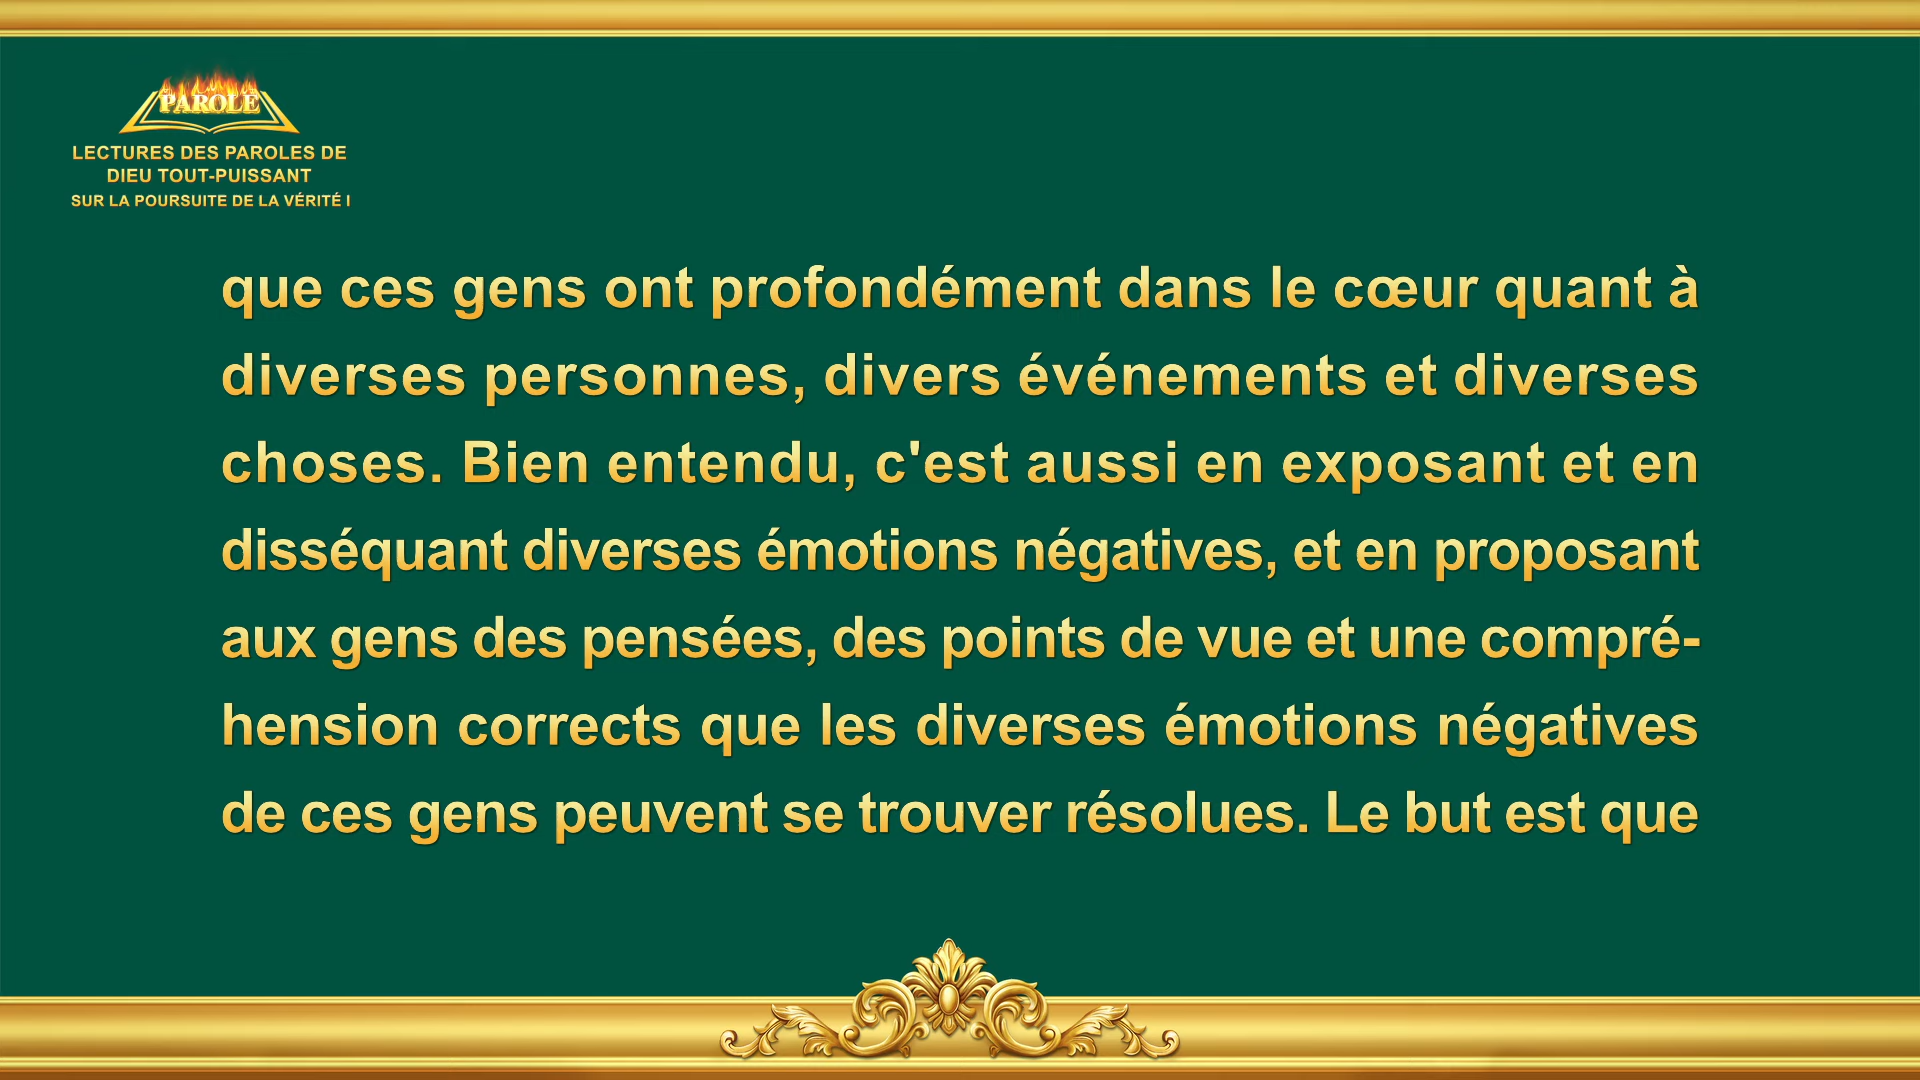 PAROLE
LECTURES DES PAROLES DE
DIEU TOUT-PUISSANT
SUR LA POURSUITE DE LA VÉRITÉ I
que ces gens ont profondément dans le cœur quant à
diverses personnes, divers événements et diverses
choses. Bien entendu, c'est aussi en exposant et en
disséquant diverses émotions négatives, et en proposant
aux gens des pensées, des points de vue et une compré-
hension corrects que les diverses émotions négatives
de ces gens peuvent se trouver résolues. Le but est que